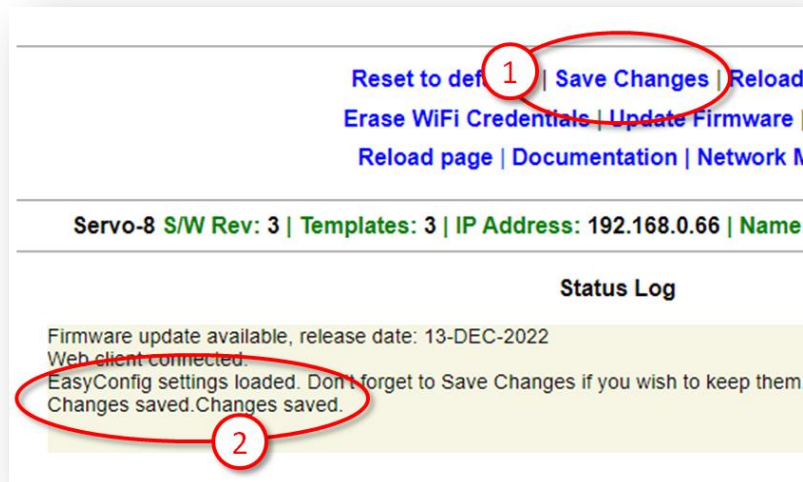 Reset to def 1 | Save Changes | Reload
Erase WiFi Credentials | Update Firmware |
Reload page | Documentation | Network
Servo-8 S/W Rev: 3 | Templates: 3 | IP Address: 192.168.0.66 | Name
Status Log
Firmware update available, release date: 13-DEC-2022
Web client connected.
EasyConfig settings loaded. Don't forget to Save Changes if you wish to keep them
Changes saved.Changes saved.
2